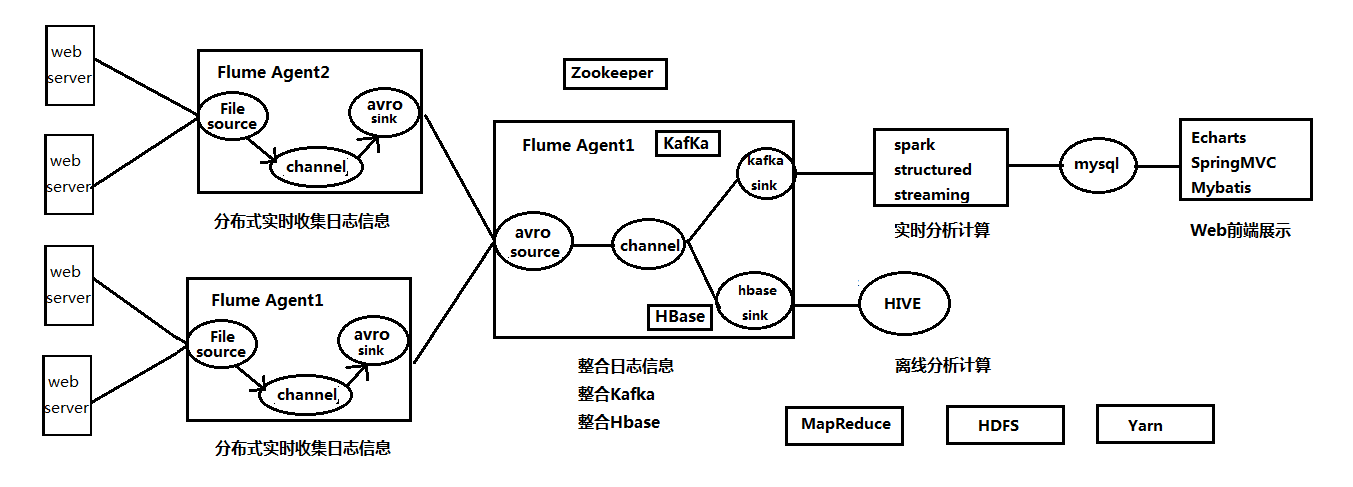 web
server
web
server
web
server
web
server
Flume Agent2
File
source
channel
avro
sink
分布式实时收集日志信息
Flume Agent1
File
source
channel
avro
sink
分布式实时收集日志信息
Zookeeper
Flume Agent1
KafKa
avro
source
channel
kafka
sink
hbase
sink
HBase
整合日志信息
整合Kafka
整合Hbase
spark
structured
streaming
实时分析计算
mysql
Echarts
SpringMVC
Mybatis
Web前端展示
HIVE
离线分析计算
MapReduce
HDFS
Yarn